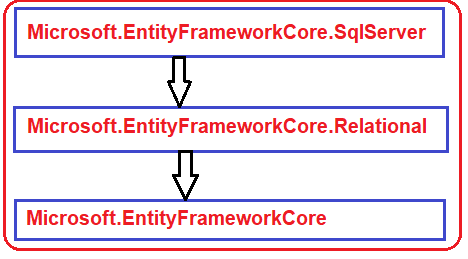 Microsoft.EntityFrameworkCore.SqlServer
Microsoft.EntityFrameworkCore.Relational
Microsoft.EntityFrameworkCore